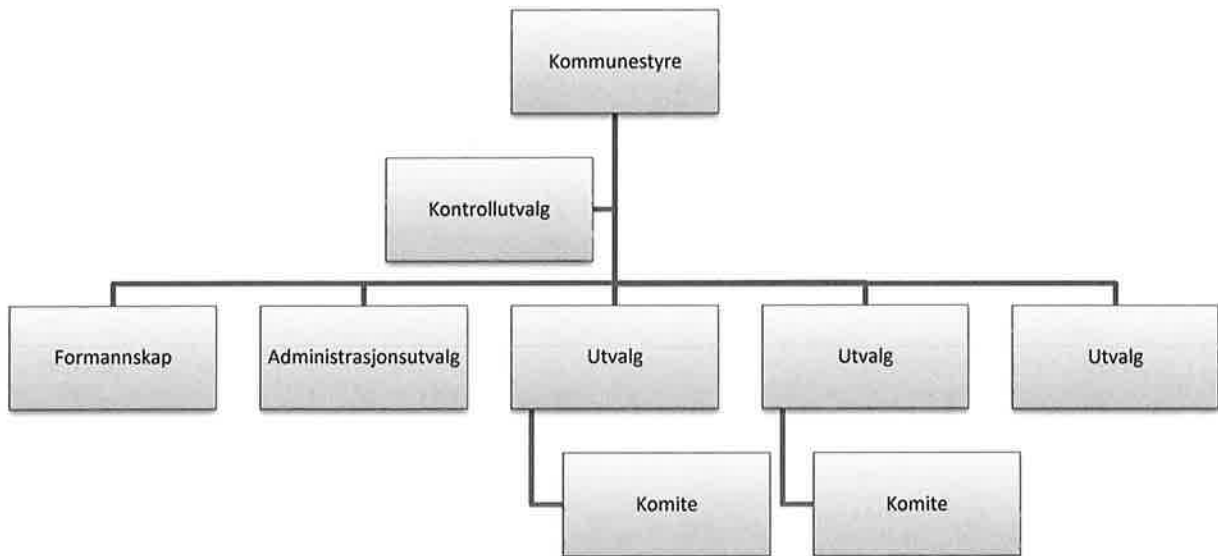 Kommunestyre
Kontrollutvalg
Formannskap
Administrasjonsutvalg
Utvalg
Utvalg
Utvalg
Komite
Komite